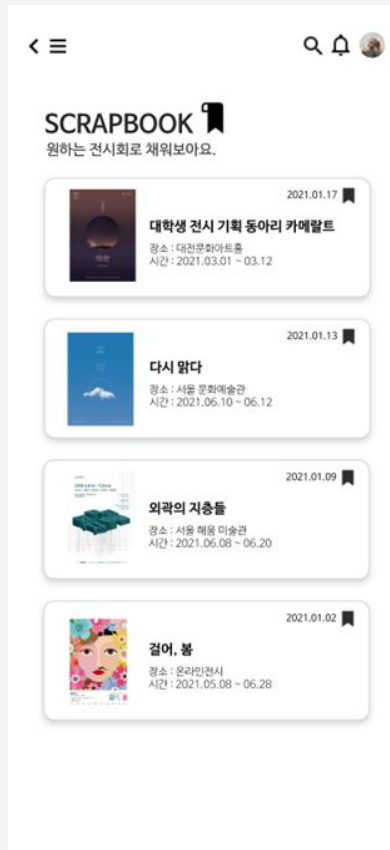 SCRAPBOOK
원하는 전시회로 채워보아요.
2021.01.17
대학생 전시 기획 동아리 카메랄트
장소 : 대전문화아트홀
시간 : 2021.03.01 ~ 03.12
2021.01.13
다시 맑다
장소 : 서울 문화예술관
시간 : 2021.06.10 ~ 06.12
2021.01.09
외곽의 지층들
장소 : 서울 해움 미술관
시간 : 2021.06.08 ~ 06.20
2021.01.02
걸어, 봄
장소 : 온라인전시
시간 : 2021.05.08 ~ 06.28